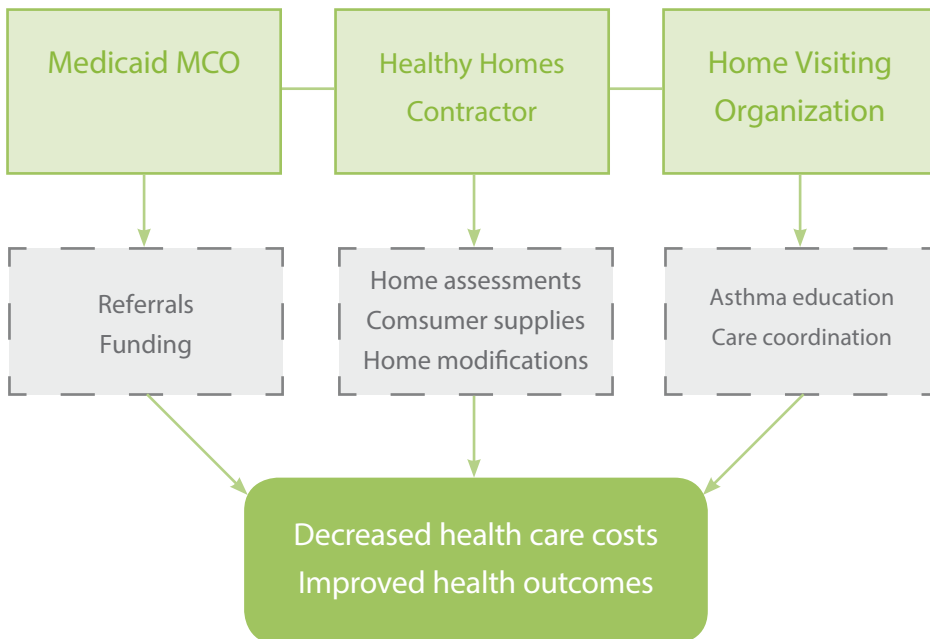 Medicaid MCO
Healthy Homes
Contractor
Home Visiting
Organization
Referrals
Funding
Home assessments
Comsumer supplies
Home modifications
Asthma education
Care coordination
Decreased health care costs
Improved health outcomes